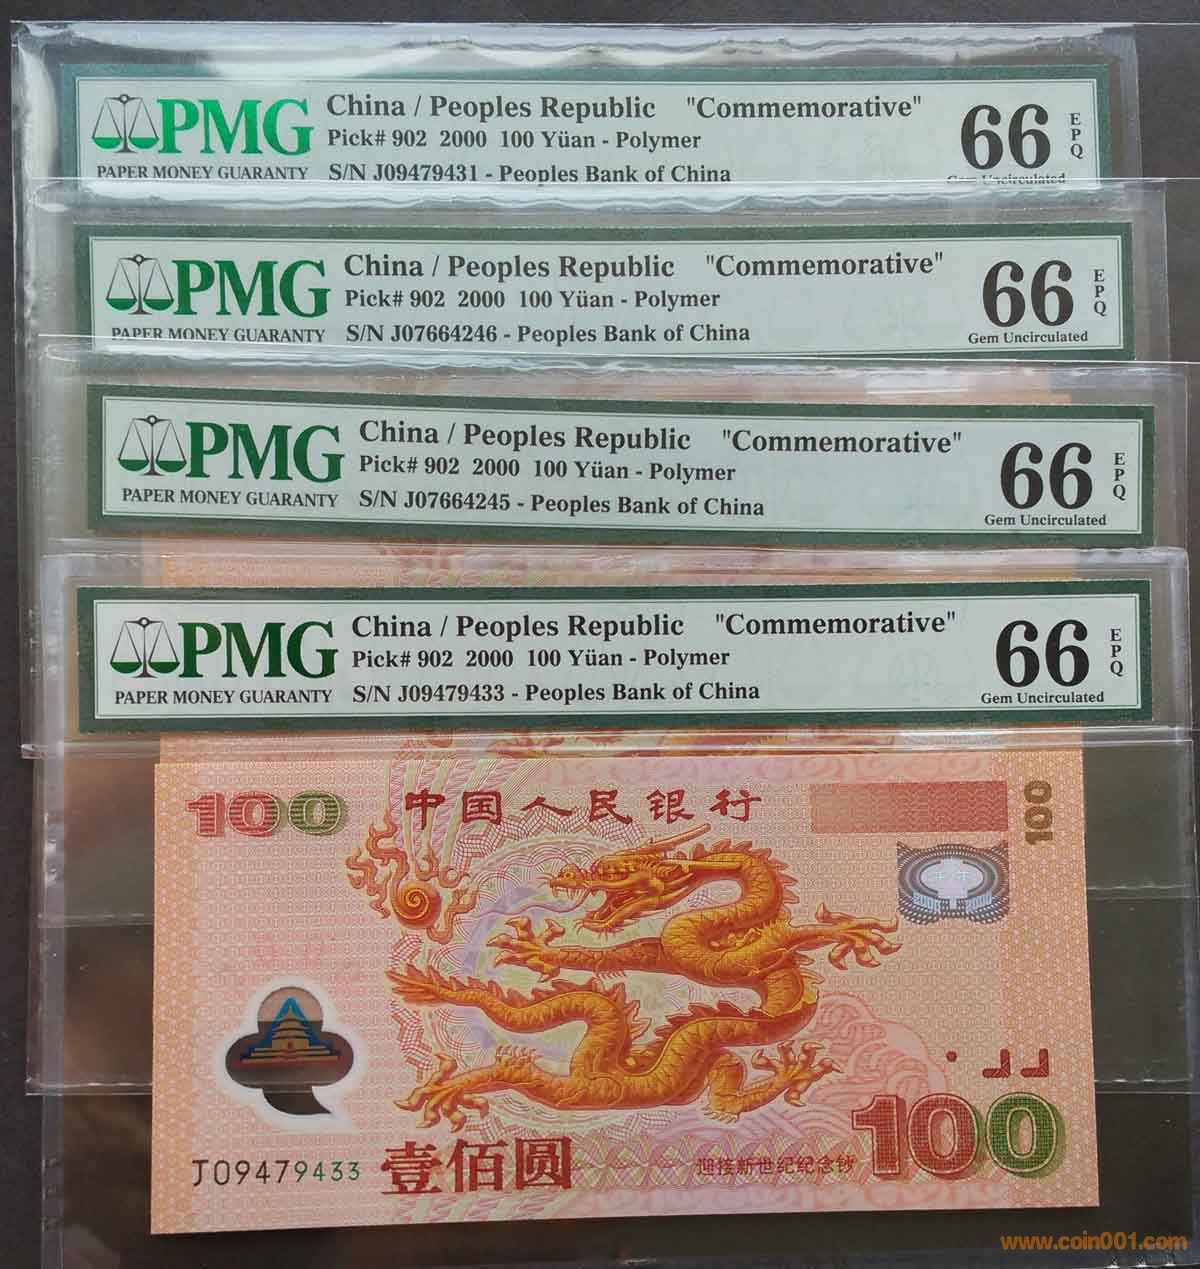 PMG China / Peoples Republic "Commemorative" 66 EPQ
Pick# 902 2000 100 Yüan - Polymer
PAPER MONEY GUARANTY S/N J09479431 - Peoples Bank of China Gem Uncirculated
PMG China / Peoples Republic "Commemorative" 66 EPQ
Pick# 902 2000 100 Yüan - Polymer
PAPER MONEY GUARANTY S/N J07664246 - Peoples Bank of China Gem Uncirculated
PMG China / Peoples Republic "Commemorative" 66 EPQ
Pick# 902 2000 100 Yüan - Polymer
PAPER MONEY GUARANTY S/N J07664245 - Peoples Bank of China Gem Uncirculated
PMG China / Peoples Republic "Commemorative" 66 EPQ
Pick# 902 2000 100 Yüan - Polymer
PAPER MONEY GUARANTY S/N J09479433 - Peoples Bank of China Gem Uncirculated
100 中国人民银行 100
J09479433 壹佰圆 迎接新世纪纪念钞 100
www.coin001.com